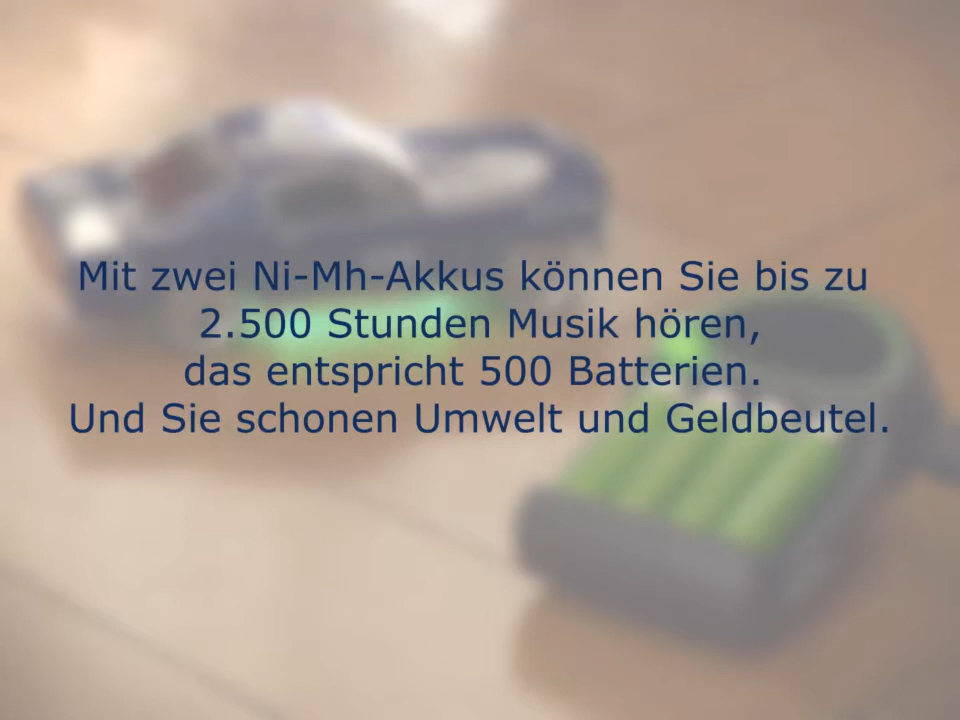 Mit zwei Ni-Mh-Akkus können Sie bis zu
2.500 Stunden Musik hören,
das entspricht 500 Batterien.
Und Sie schonen Umwelt und Geldbeutel.